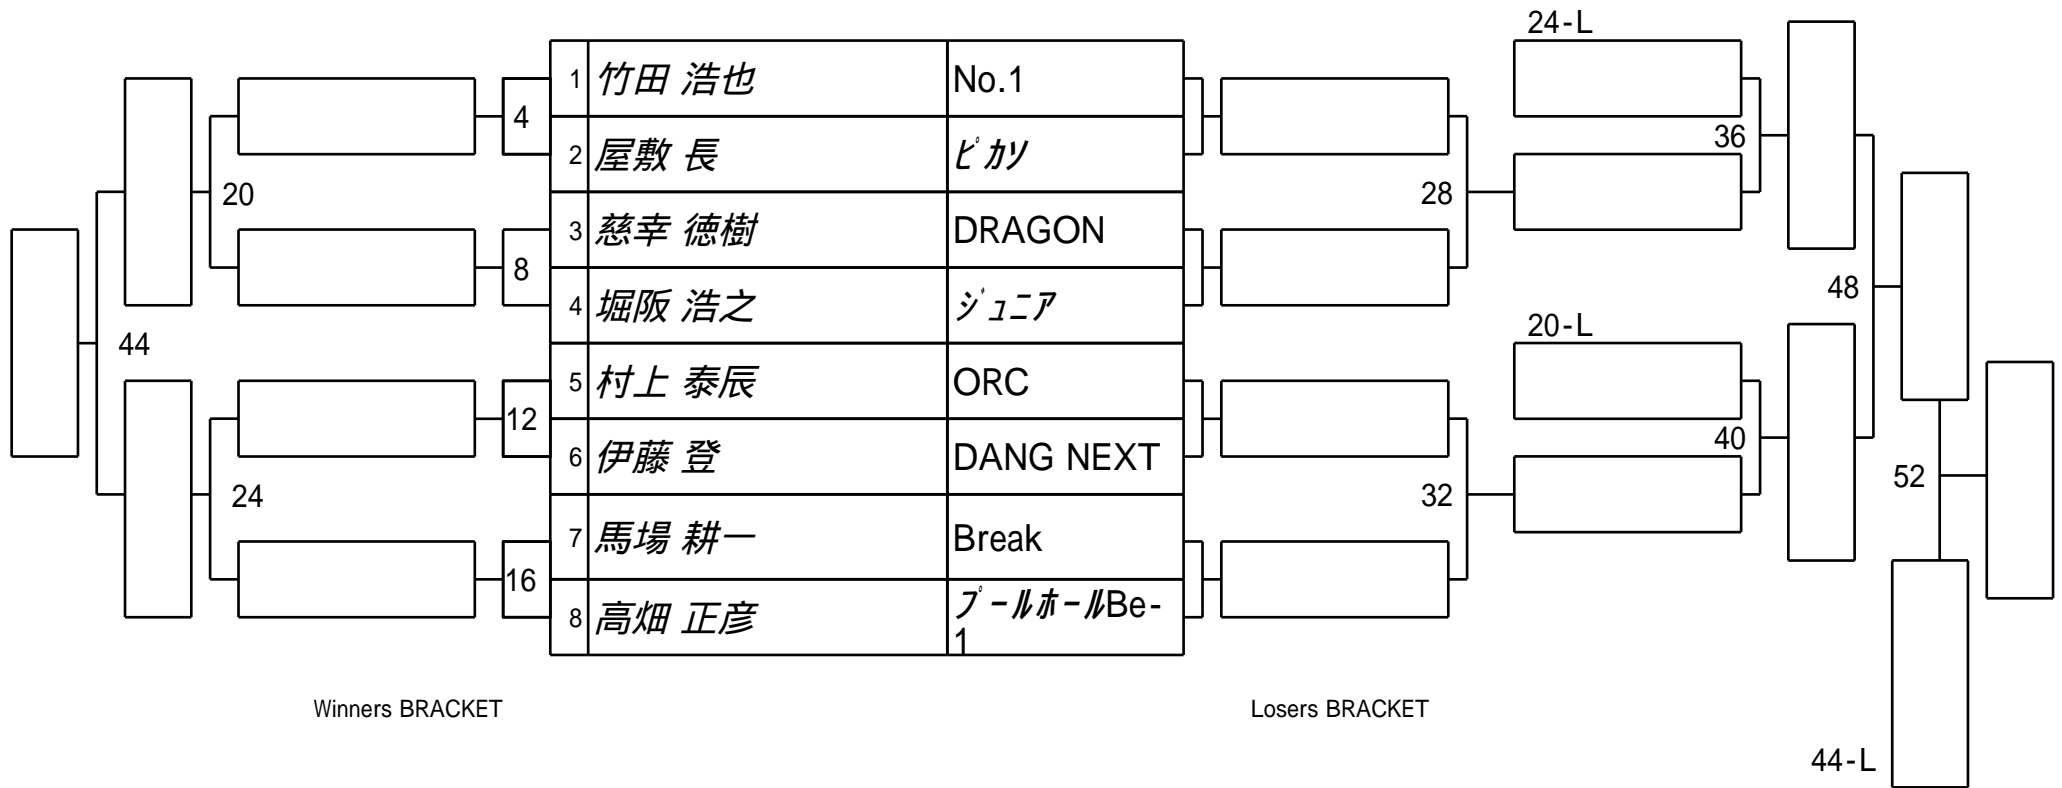 24-L
1 竹田 浩也 No.1
4
2 屋敷 長 ﾋﾟｶｿ
36
20
28
3 慈幸 徳樹 DRAGON
8
4 堀阪 浩之 ｼﾞｭﾆｱ
48
44
20-L
5 村上 泰辰 ORC
12
40
6 伊藤 登 DANG NEXT
52
24
32
7 馬場 耕一 Break
16
8 高畑 正彦 ﾌﾟｰﾙﾎｰﾙBe-
1
Winners BRACKET
Losers BRACKET
44-L